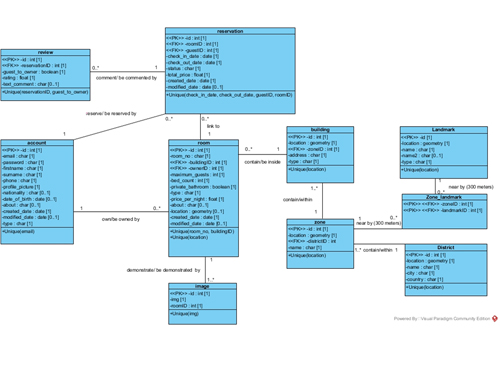 reservation
<<PK>> -id : int [1]
<<FK>> -roomID : int [1]
<<FK>> -guestID : int [1]
-check_in_date : date [1]
-check_out_date : date [1]
-status : char [1]
-total_price : float [1]
-created_date : date [1]
-modified_date : date [0..1]
+Unique(check_in_date, check_out_date, guestID, roomID)
review
<<PK>> -id : int [1]
<<FK>> -reservationID : int [1]
-guest_to_owner : boolean [1]
-rating : float [1]
-text_comment : char [0..1]
+Unique(reservationID, guest_to_owner)
0..*
1
comment/ be commented by
reserve/ be reserved by
0..*
0..*
link to
1
1
account
<<PK>> -id : int [1]
-email : char [1]
-password : char [1]
-firstname : char [1]
-surname : char [1]
-phone : char [1]
-profile_picture [1]
-nationality : char [0..1]
-date_of_birth : date [0..1]
-about : char [0..1]
-created_date : date [1]
-modified_date : date [0..1]
-type : char [1]
+Unique(email)
1
0..*
own/be owned by
room
<<PK>> -id : int [1]
-room_no : char [1]
<<FK>> -buildingID : int [1]
<<FK>> -ownerID : int [1]
-maximum_guests : int [1]
-bed_count : int [1]
-private_bathroom : boolean [1]
-type : char [1]
-price_per_night : float [1]
-about : char [0..1]
-location : geometry [0..1]
-created_date : date [1]
-modified_date : date [0..1]
+Unique(room_no, buildingID)
+Unique(location)
0..*
1
contain/be inside
building
<<PK>> -id : int [1]
-location : geometry [1]
<<FK>> -zoneID : int [1]
-address : char [1]
-type : char [1]
+Unique(location)
1..*
contain/within
1
Landmark
<<PK>> -id
-location : geometry [1]
-name : char [1]
-name2 : char [0..1]
-type : char [1]
+Unique(location)
1
near by (300 meters)
0..*
Zone_landmark
<<PK>> <<FK>> -zoneID : int [1]
<<PK>> <<FK>> -landmarkID : int [1]
zone
<<PK>> -id : int [1]
-location : geometry [1]
<<FK>> -districtID : int
-name : char [1]
+Unique(location)
1
0..*
near by (300 meters)
1..*
contain/within
1
District
<<PK>> -id : int [1]
-location : geometry [1]
-name : char [1]
-city : char [1]
-country : char [1]
+Unique(location)
1
demonstrate/ be demonstrated by
1..*
image
<<PK>> -id : int [1]
-img [1]
-roomID : int [1]
+Unique(img)
Powered By : Visual Paradigm Community Edition